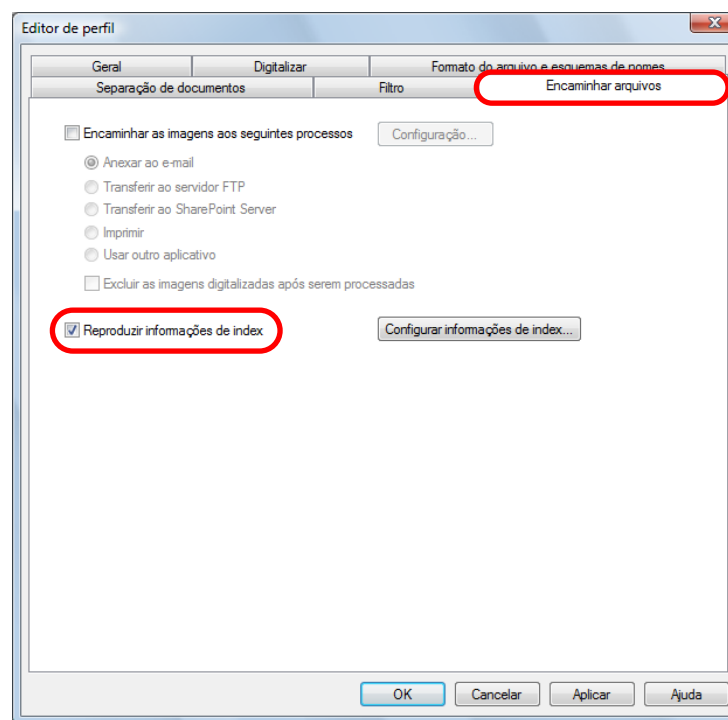 Editor de perfil
Geral Digitalizar Formato do arquivo e esquemas de nomes
Separação de documentos Filtro Encaminhar arquivos
Encaminhar as imagens aos seguintes processos Configuração...
Anexar ao e-mail
Transferir ao servidor FTP
Transferir ao SharePoint Server
Imprimir
Usar outro aplicativo
Excluir as imagens digitalizadas após serem processadas
Reproduzir informações de index Configurar informações de index...
OK Cancelar Aplicar Ajuda